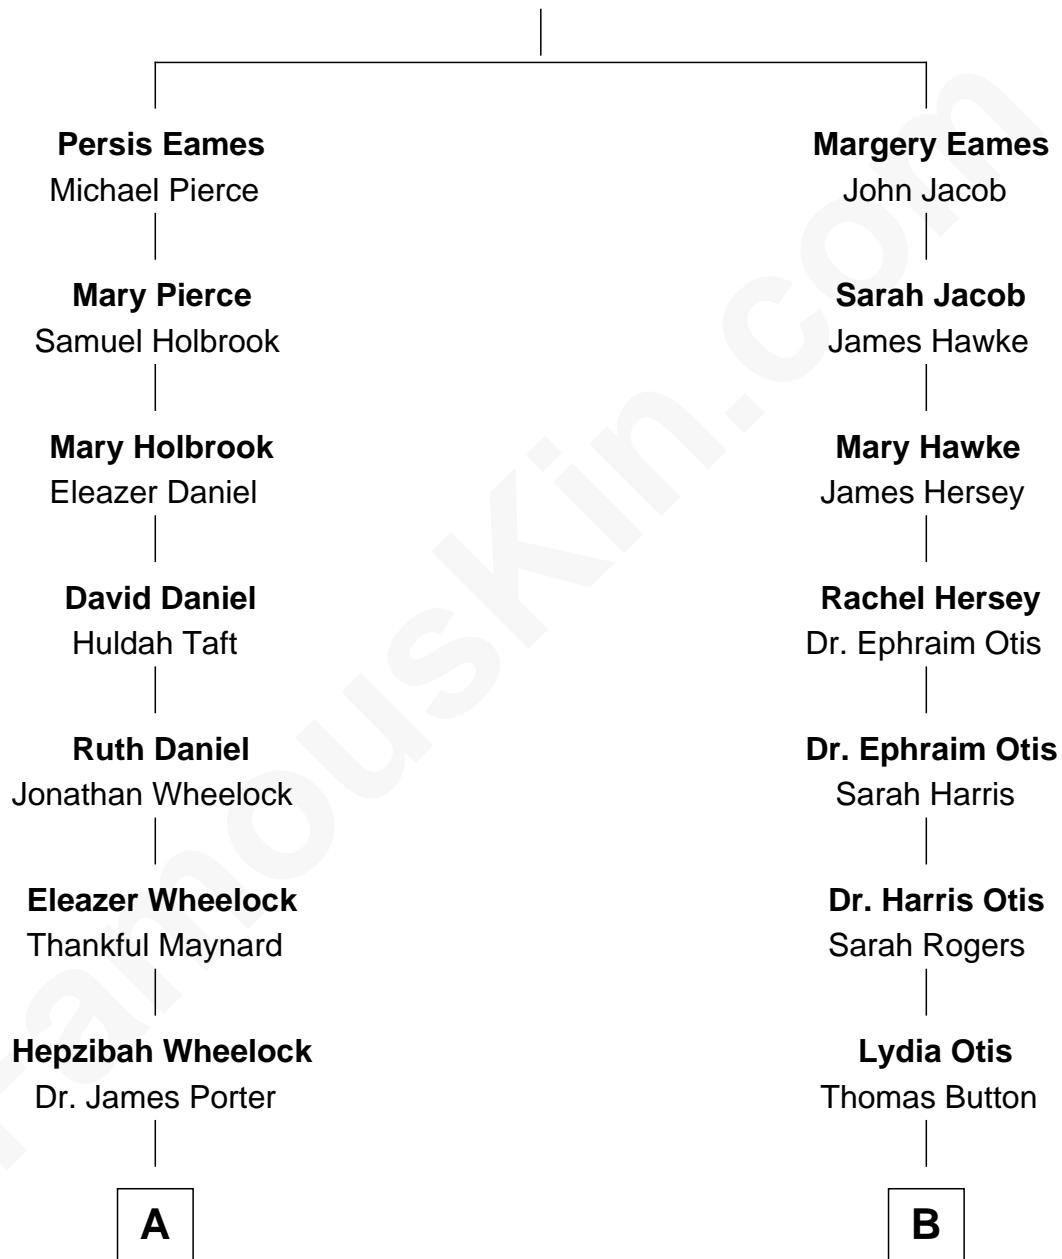 Persis Eames
Michael Pierce
Mary Pierce
Samuel Holbrook
Mary Holbrook
Eleazer Daniel
David Daniel
Huldah Taft
Ruth Daniel
Jonathan Wheelock
Eleazer Wheelock
Thankful Maynard
Hepzibah Wheelock
Dr. James Porter
A
Margery Eames
John Jacob
Sarah Jacob
James Hawke
Mary Hawke
James Hersey
Rachel Hersey
Dr. Ephraim Otis
Dr. Ephraim Otis
Sarah Harris
Dr. Harris Otis
Sarah Rogers
Lydia Otis
Thomas Button
B
FamousKin.com